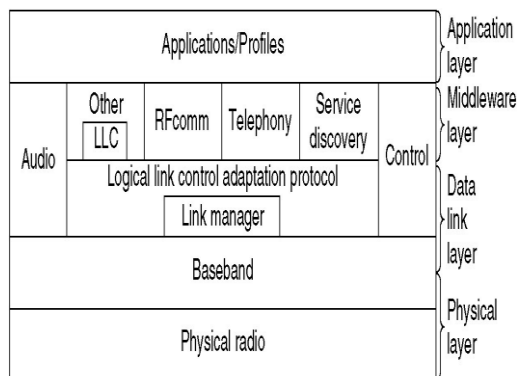 Applications/Profiles
Application
layer
Other
LLC
RFcomm
Telephony
Service
discovery
Middleware
layer
Audio
Control
Logical link control adaptation protocol
Link manager
Data
link
layer
Baseband
Physical radio
Physical
layer